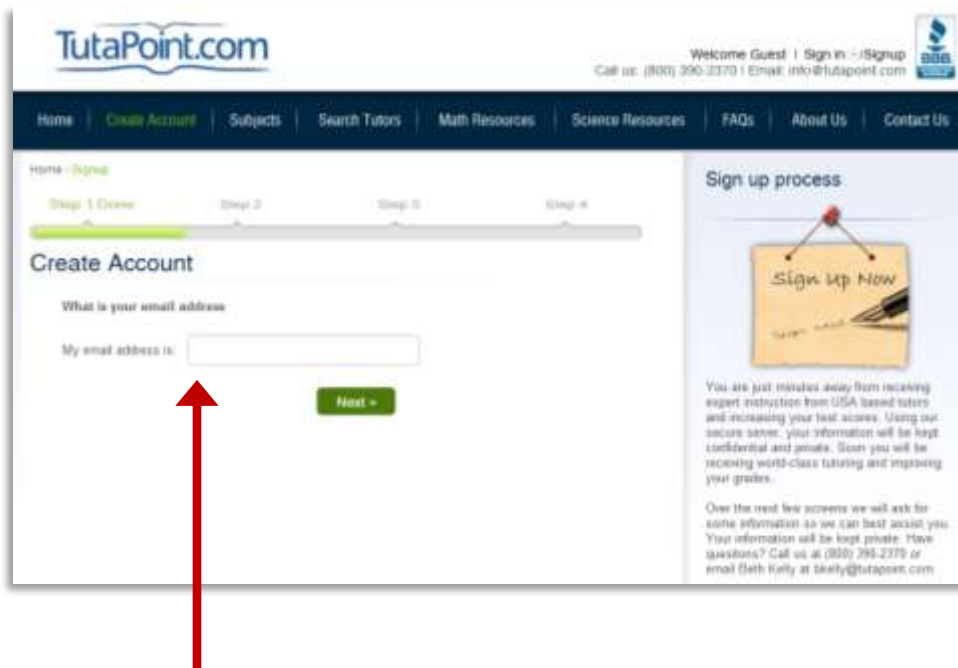 TutaPoint.com
Welcome Guest | Sign in - /Signup
Call us: (800) 390-2370 | Email: info@tutapoint.com
BBB
Home | Create Account | Subjects | Search Tutors | Math Resources | Science Resources | FAQs | About Us | Contact Us
Home - Signup
Step 1 Done Step 2 Step 3 Step 4
Create Account
What is your email address
My email address is:
Next »
Sign up process
Sign Up Now
You are just minutes away from receiving
expert instruction from USA based tutors
and increasing your test scores. Using our
secure server, your information will be kept
confidential and private. Soon you will be
receiving world-class tutoring and improving
your grades.
Over the next few screens we will ask for
some information so we can best assist you.
Your information will be kept private. Have
questions? Call us at (800) 390-2370 or
email Beth Kelly at bkelly@tutapoint.com